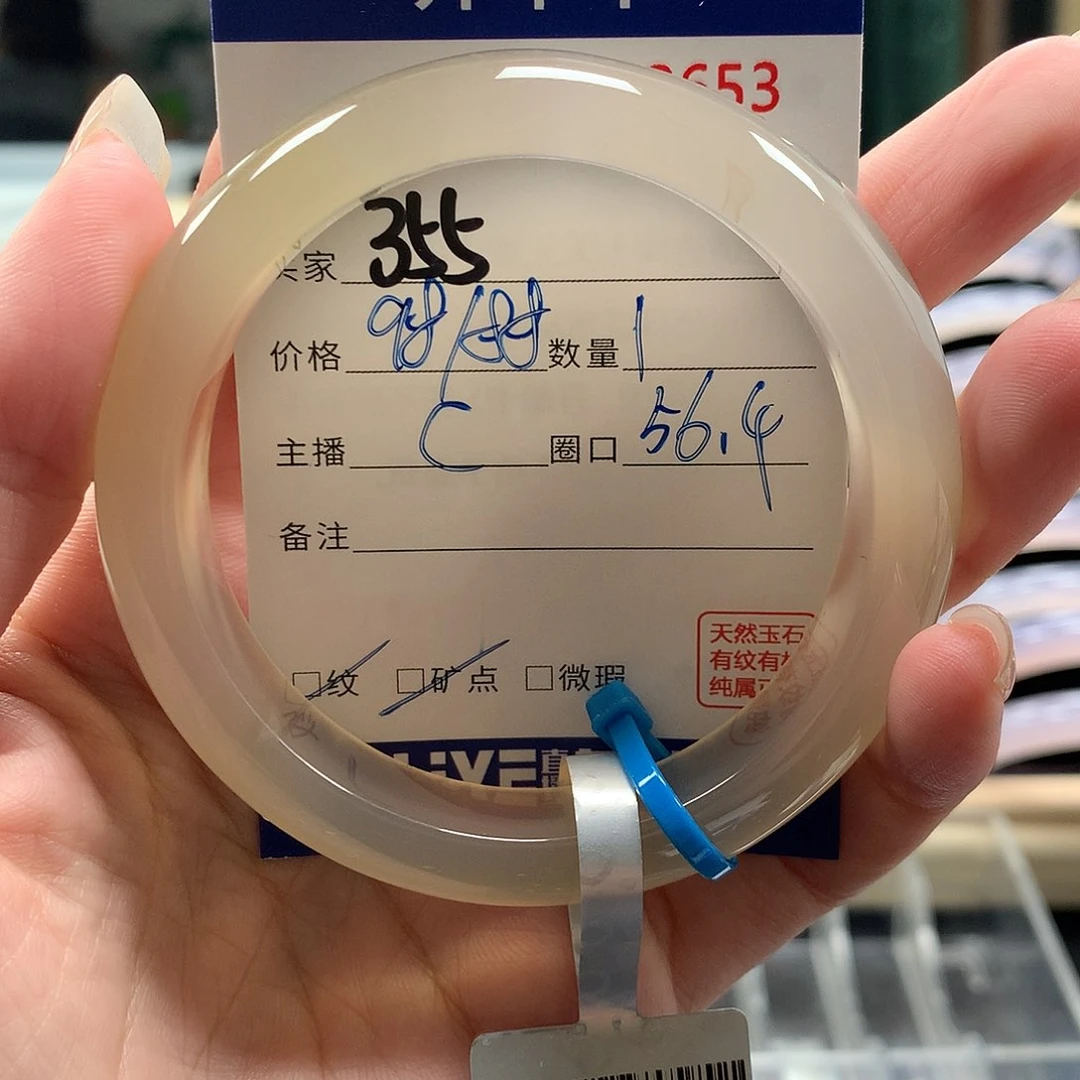 653
家 355
价格 数量 1
主播 C 圈口 56.4
备注
□纹 □矿点 □微瑕
天然玉石
有纹有
纯属